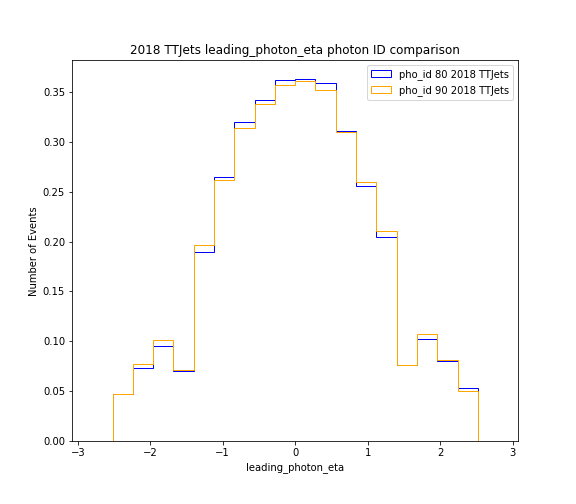 2018 TTJets leading_photon_eta photon ID comparison
pho_id 80 2018 TTJets
pho_id 90 2018 TTJets
Number of Events
0.35
0.30
0.25
0.20
0.15
0.10
0.05
0.00
−3 −2 −1 0 1 2 3
leading_photon_eta